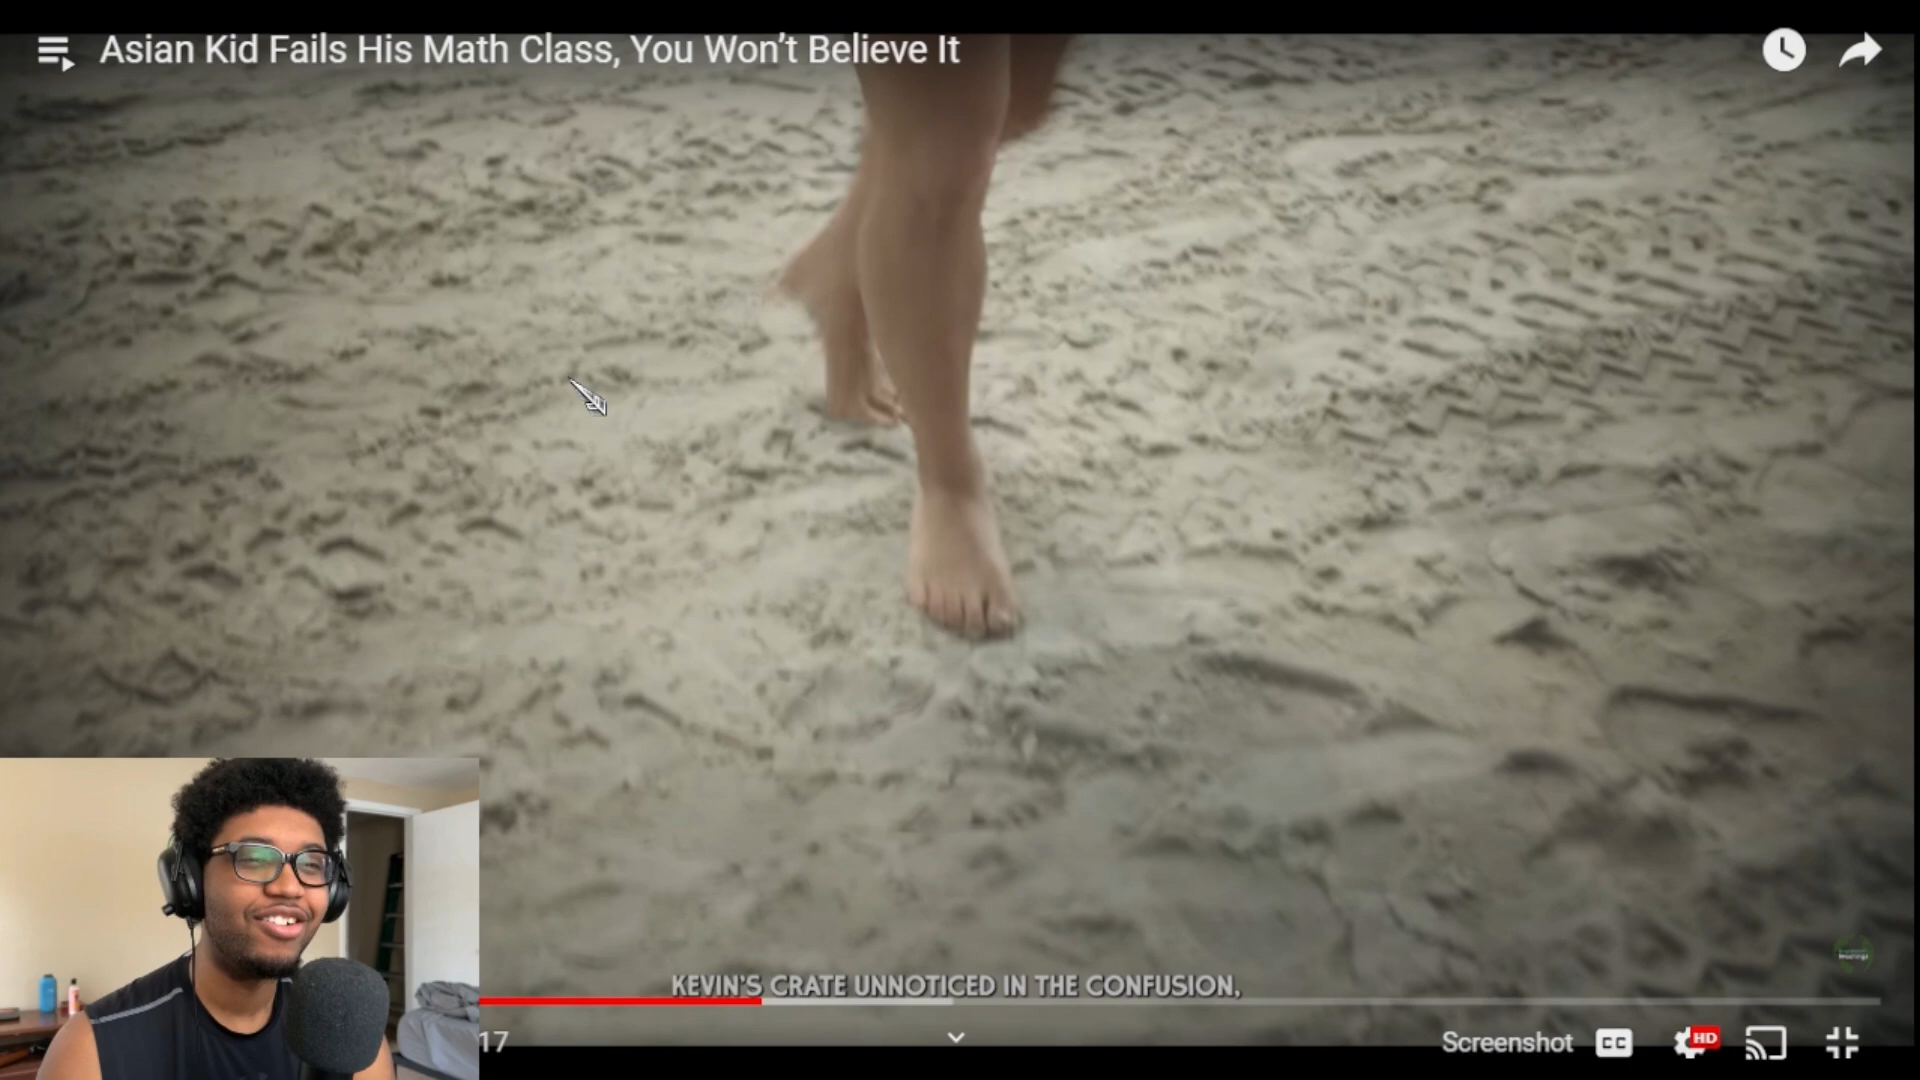 Asian Kid Fails His Math Class, You Won't Believe It
KEVIN'S CRATE UNNOTICED IN THE CONFUSION,
17
Screenshot
CC
HD